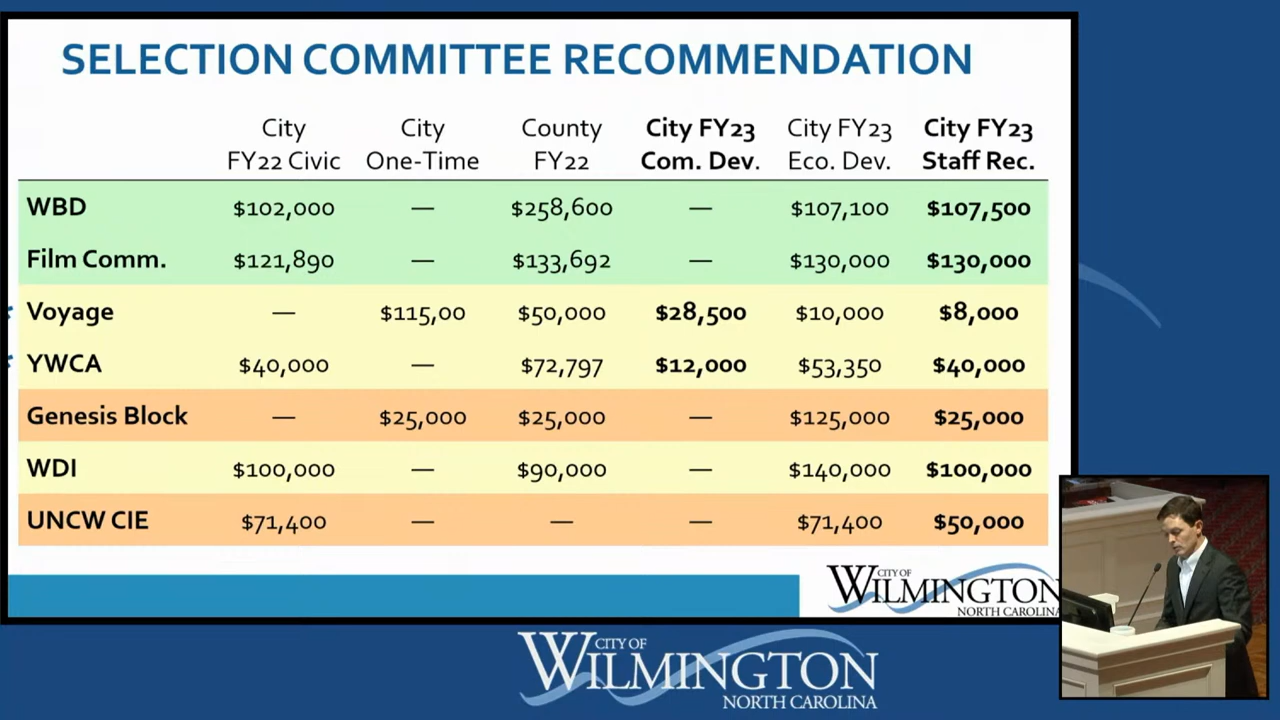 SELECTION COMMITTEE RECOMMENDATION
City FY22 Civic City One-Time County FY22 City FY23 Com. Dev. City FY23 Eco. Dev. City FY23 Staff Rec.
WBD $102,000 — $258,600 — $107,100 $107,500
Film Comm. $121,890 — $133,692 — $130,000 $130,000
* Voyage — $115,00 $50,000 $28,500 $10,000 $8,000
* YWCA $40,000 — $72,797 $12,000 $53,350 $40,000
Genesis Block — $25,000 $25,000 — $125,000 $25,000
WDI $100,000 — $90,000 — $140,000 $100,000
UNCW CIE $71,400 — — — $71,400 $50,000
CITY OF
WILMINGTON
NORTH CAROLINA
CITY OF
WILMINGTON
NORTH CAROLINA